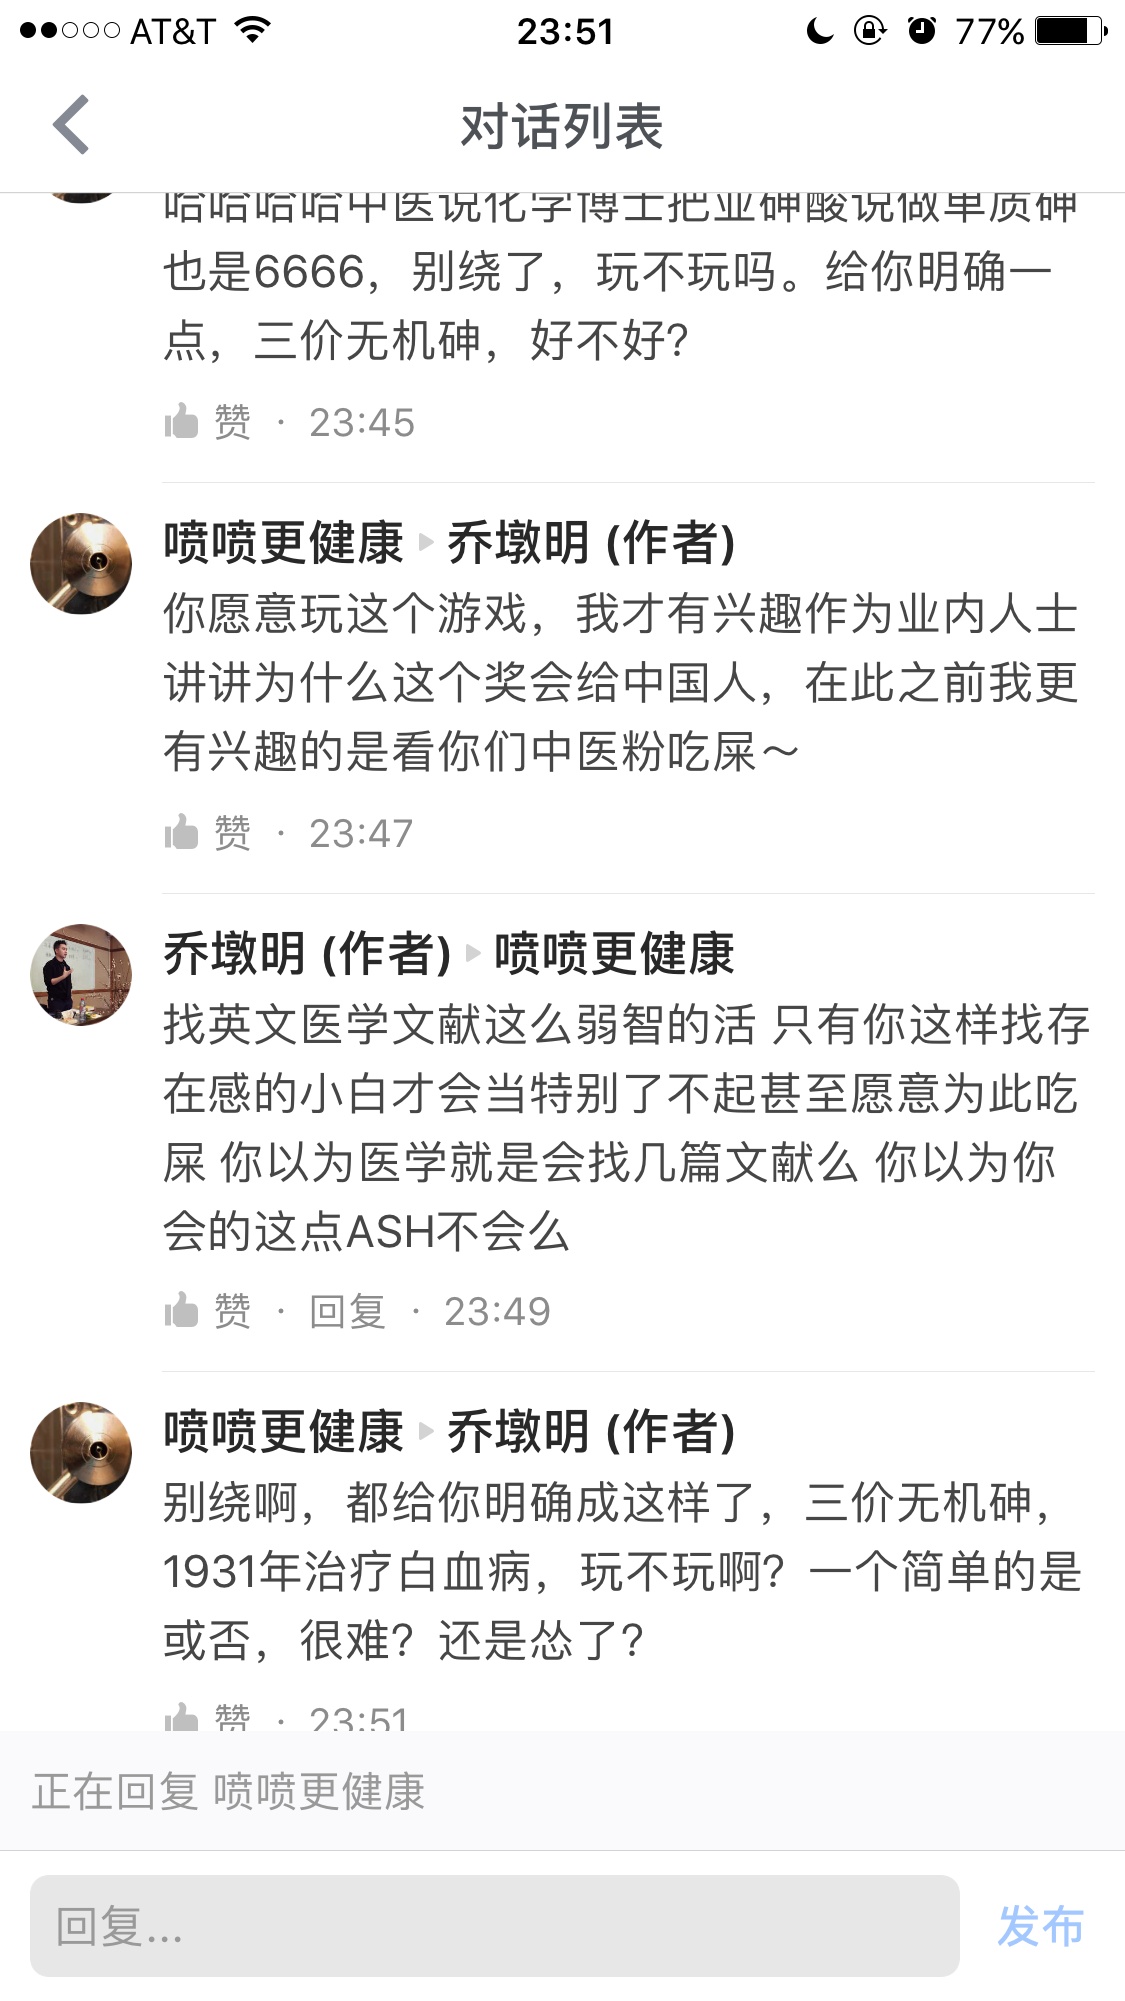 AT&T 23:51 77%
对话列表
哈哈哈哈中医说化学博士把亚砷酸说做单质砷
也是6666，别绕了，玩不玩吗。给你明确一
点，三价无机砷，好不好？
赞 · 23:45
喷喷更健康 ▸ 乔墩明 (作者)
你愿意玩这个游戏，我才有兴趣作为业内人士
讲讲为什么这个奖会给中国人，在此之前我更
有兴趣的是看你们中医粉吃屎～
赞 · 23:47
乔墩明 (作者) ▸ 喷喷更健康
找英文医学文献这么弱智的活 只有你这样找存
在感的小白才会当特别了不起甚至愿意为此吃
屎 你以为医学就是会找几篇文献么 你以为你
会的这点ASH不会么
赞 · 回复 · 23:49
喷喷更健康 ▸ 乔墩明 (作者)
别绕啊，都给你明确成这样了，三价无机砷，
1931年治疗白血病，玩不玩啊？一个简单的是
或否，很难？还是怂了？
赞 · 23:51
正在回复 喷喷更健康
回复...
发布